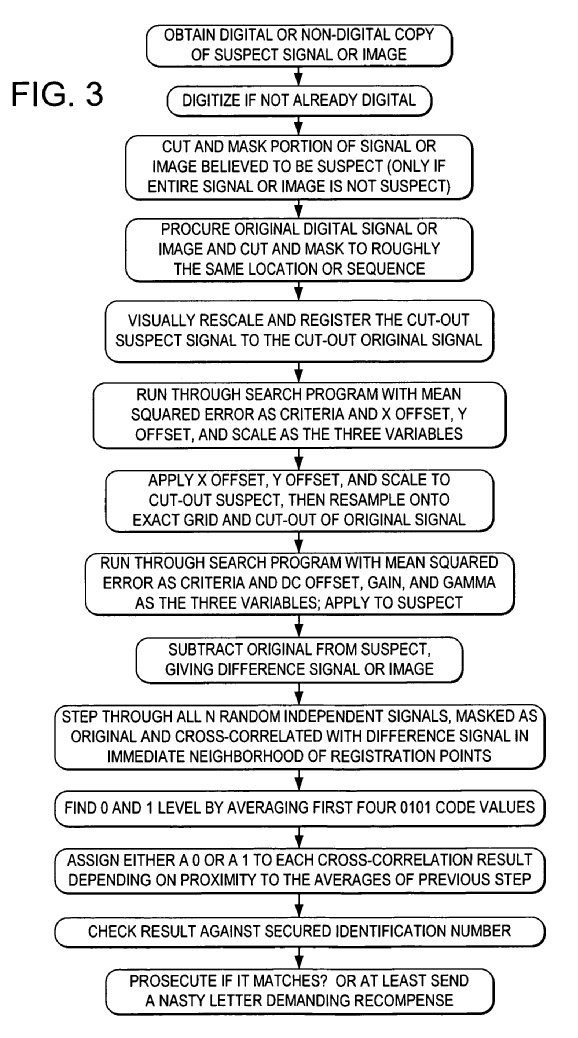 OBTAIN DIGITAL OR NON-DIGITAL COPY
OF SUSPECT SIGNAL OR IMAGE
FIG. 3
DIGITIZE IF NOT ALREADY DIGITAL
CUT AND MASK PORTION OF SIGNAL OR
IMAGE BELIEVED TO BE SUSPECT (ONLY IF
ENTIRE SIGNAL OR IMAGE IS NOT SUSPECT)
PROCURE ORIGINAL DIGITAL SIGNAL OR
IMAGE AND CUT AND MASK TO ROUGHLY
THE SAME LOCATION OR SEQUENCE
VISUALLY RESCALE AND REGISTER THE CUT-OUT
SUSPECT SIGNAL TO THE CUT-OUT ORIGINAL SIGNAL
RUN THROUGH SEARCH PROGRAM WITH MEAN
SQUARED ERROR AS CRITERIA AND X OFFSET, Y
OFFSET, AND SCALE AS THE THREE VARIABLES
APPLY X OFFSET, Y OFFSET, AND SCALE TO
CUT-OUT SUSPECT, THEN RESAMPLE ONTO
EXACT GRID AND CUT-OUT OF ORIGINAL SIGNAL
RUN THROUGH SEARCH PROGRAM WITH MEAN SQUARED
ERROR AS CRITERIA AND DC OFFSET, GAIN, AND GAMMA
AS THE THREE VARIABLES; APPLY TO SUSPECT
SUBTRACT ORIGINAL FROM SUSPECT,
GIVING DIFFERENCE SIGNAL OR IMAGE
STEP THROUGH ALL N RANDOM INDEPENDENT SIGNALS, MASKED AS
ORIGINAL AND CROSS-CORRELATED WITH DIFFERENCE SIGNAL IN
IMMEDIATE NEIGHBORHOOD OF REGISTRATION POINTS
FIND 0 AND 1 LEVEL BY AVERAGING FIRST FOUR 0101 CODE VALUES
ASSIGN EITHER A 0 OR A 1 TO EACH CROSS-CORRELATION RESULT
DEPENDING ON PROXIMITY TO THE AVERAGES OF PREVIOUS STEP
CHECK RESULT AGAINST SECURED IDENTIFICATION NUMBER
PROSECUTE IF IT MATCHES? OR AT LEAST SEND
A NASTY LETTER DEMANDING RECOMPENSE